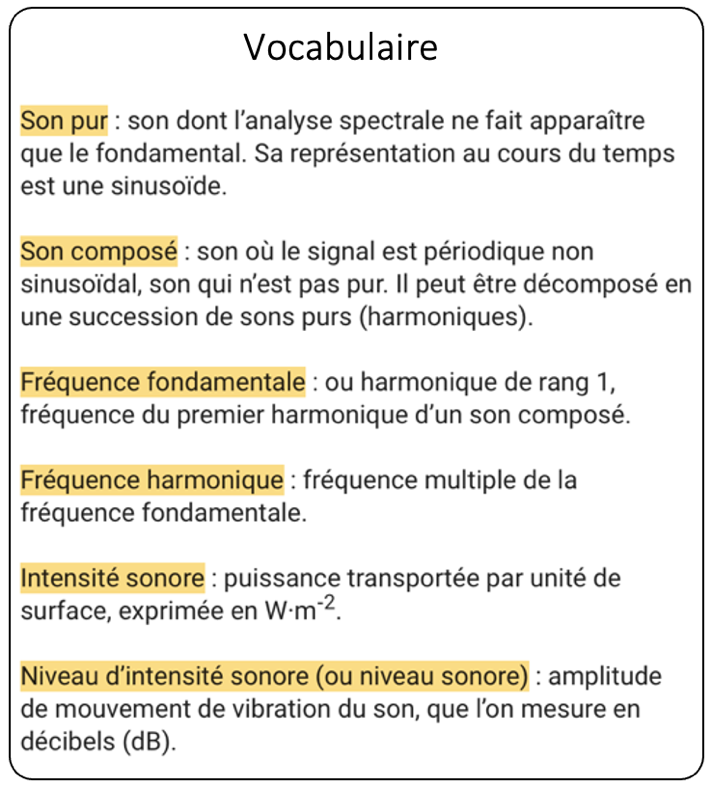 Vocabulaire
Son pur : son dont l’analyse spectrale ne fait apparaître
que le fondamental. Sa représentation au cours du temps
est une sinusoïde.
Son composé : son où le signal est périodique non
sinusoïdal, son qui n’est pas pur. Il peut être décomposé en
une succession de sons purs (harmoniques).
Fréquence fondamentale : ou harmonique de rang 1,
fréquence du premier harmonique d’un son composé.
Fréquence harmonique : fréquence multiple de la
fréquence fondamentale.
Intensité sonore : puissance transportée par unité de
surface, exprimée en W·m⁻².
Niveau d’intensité sonore (ou niveau sonore) : amplitude
de mouvement de vibration du son, que l’on mesure en
décibels (dB).